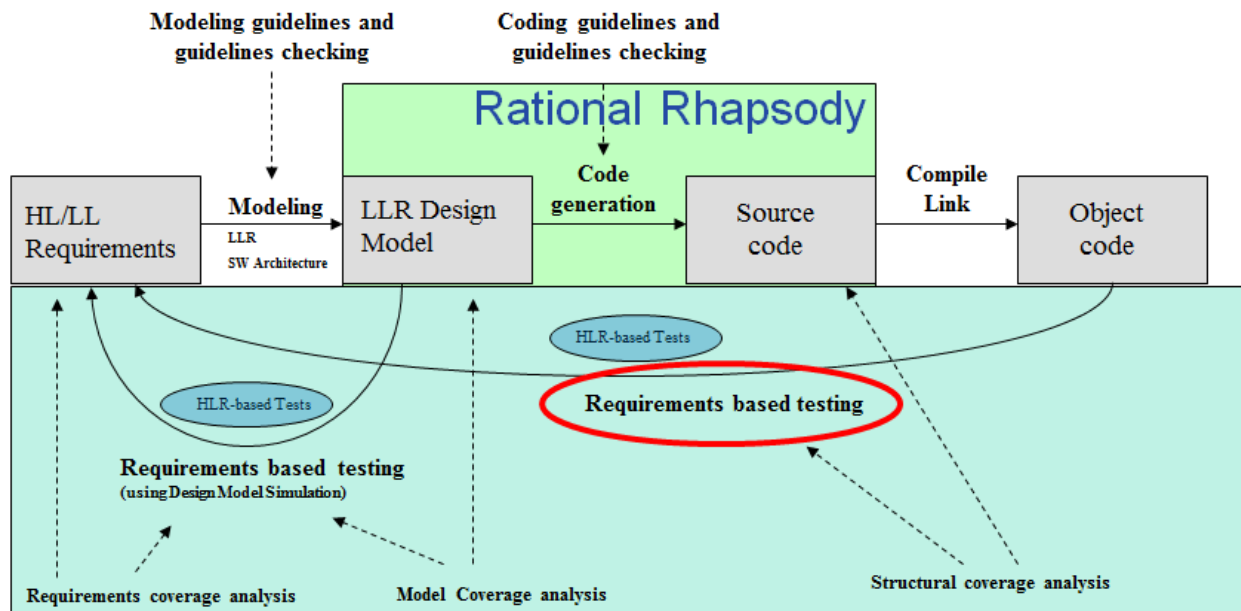 Modeling guidelines and
guidelines checking
Coding guidelines and
guidelines checking
Rational Rhapsody
HL/LL
Requirements
Modeling
LLR
SW Architecture
LLR Design
Model
Code
generation
Source
code
Compile
Link
Object
code
HLR-based Tests
HLR-based Tests
Requirements based testing
Requirements based testing
(using Design Model Simulation)
Requirements coverage analysis
Model Coverage analysis
Structural coverage analysis